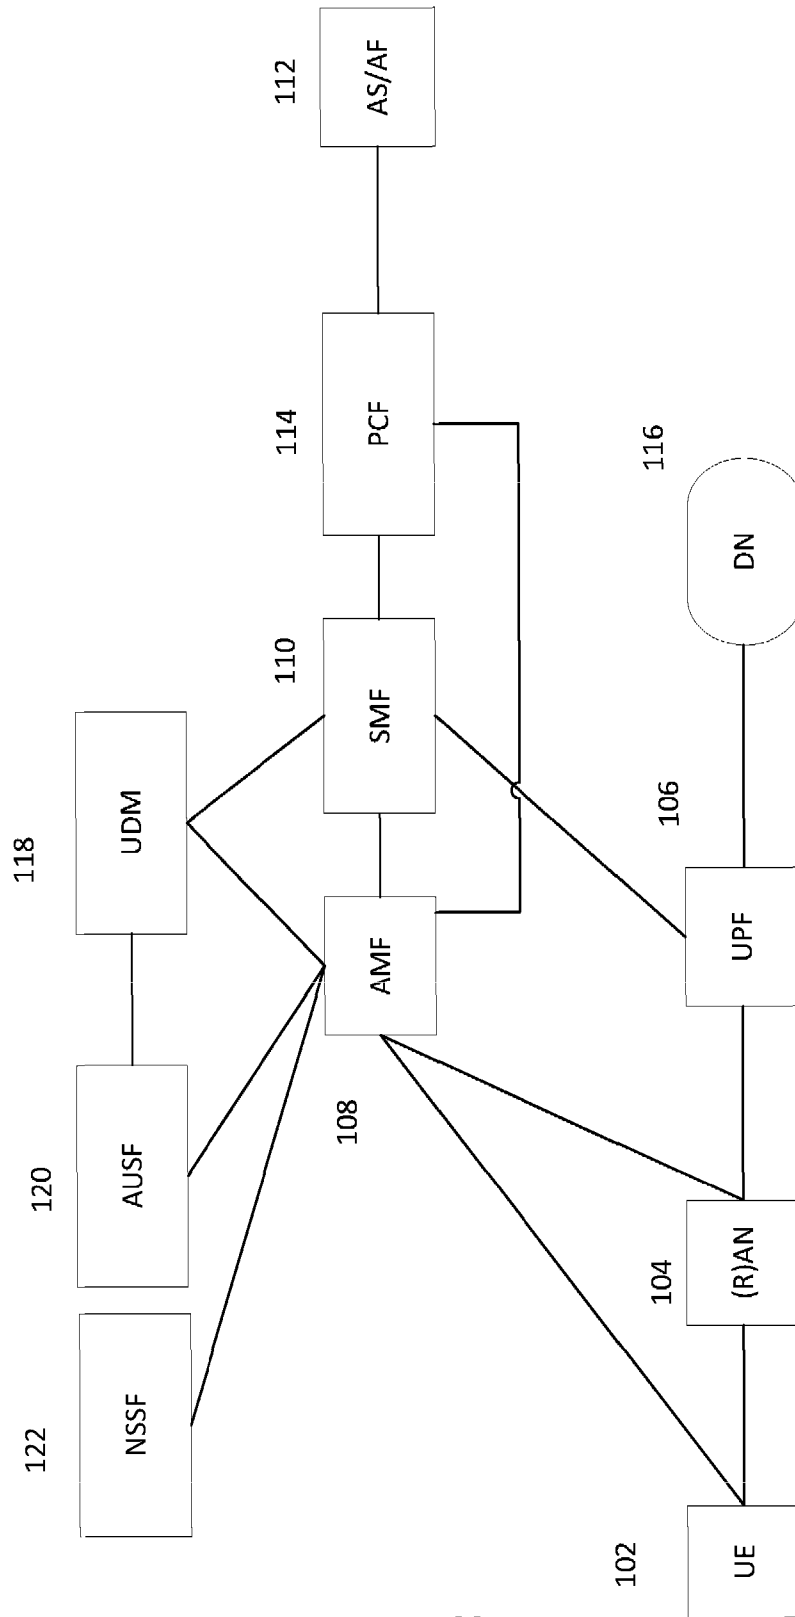 122
NSSF
120
AUSF
118
UDM
108
AMF
110
SMF
114
PCF
112
AS/AF
102
UE
104
(R)AN
106
UPF
116
DN